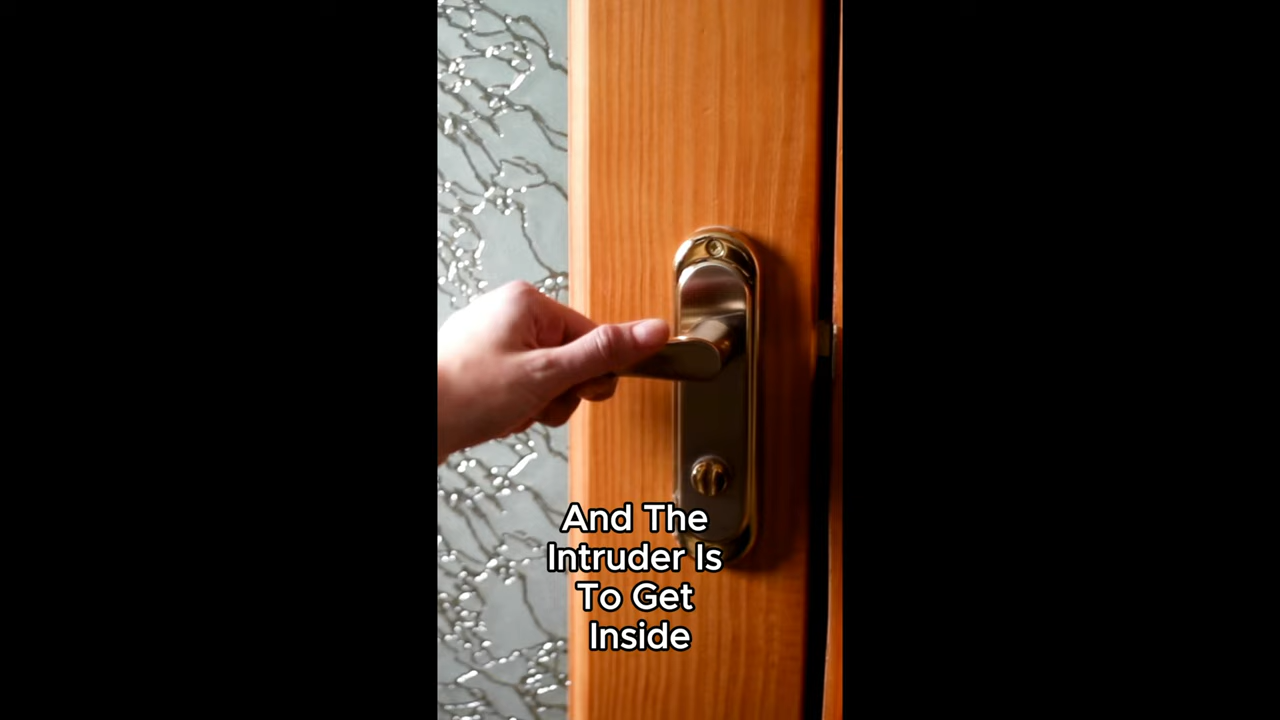 And The
Intruder Is
To Get
Inside